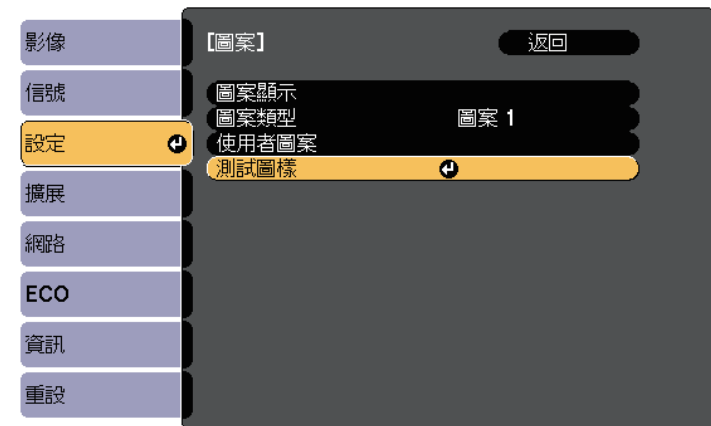 影像
信號
設定
擴展
網路
ECO
資訊
重設
[圖案] 返回
圖案顯示
圖案類型 圖案 1
使用者圖案
測試圖樣